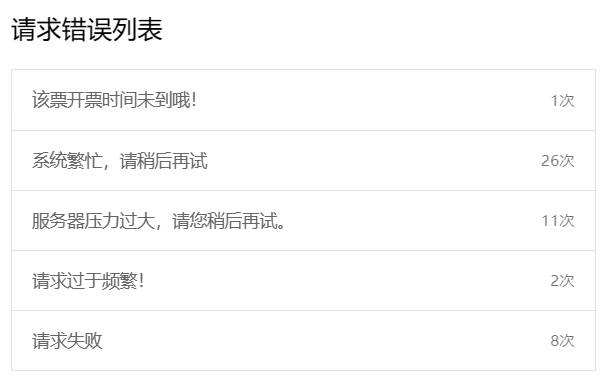 请求错误列表
该票开票时间未到哦！ 1次
系统繁忙，请稍后再试 26次
服务器压力过大，请您稍后再试。 11次
请求过于频繁！ 2次
请求失败 8次